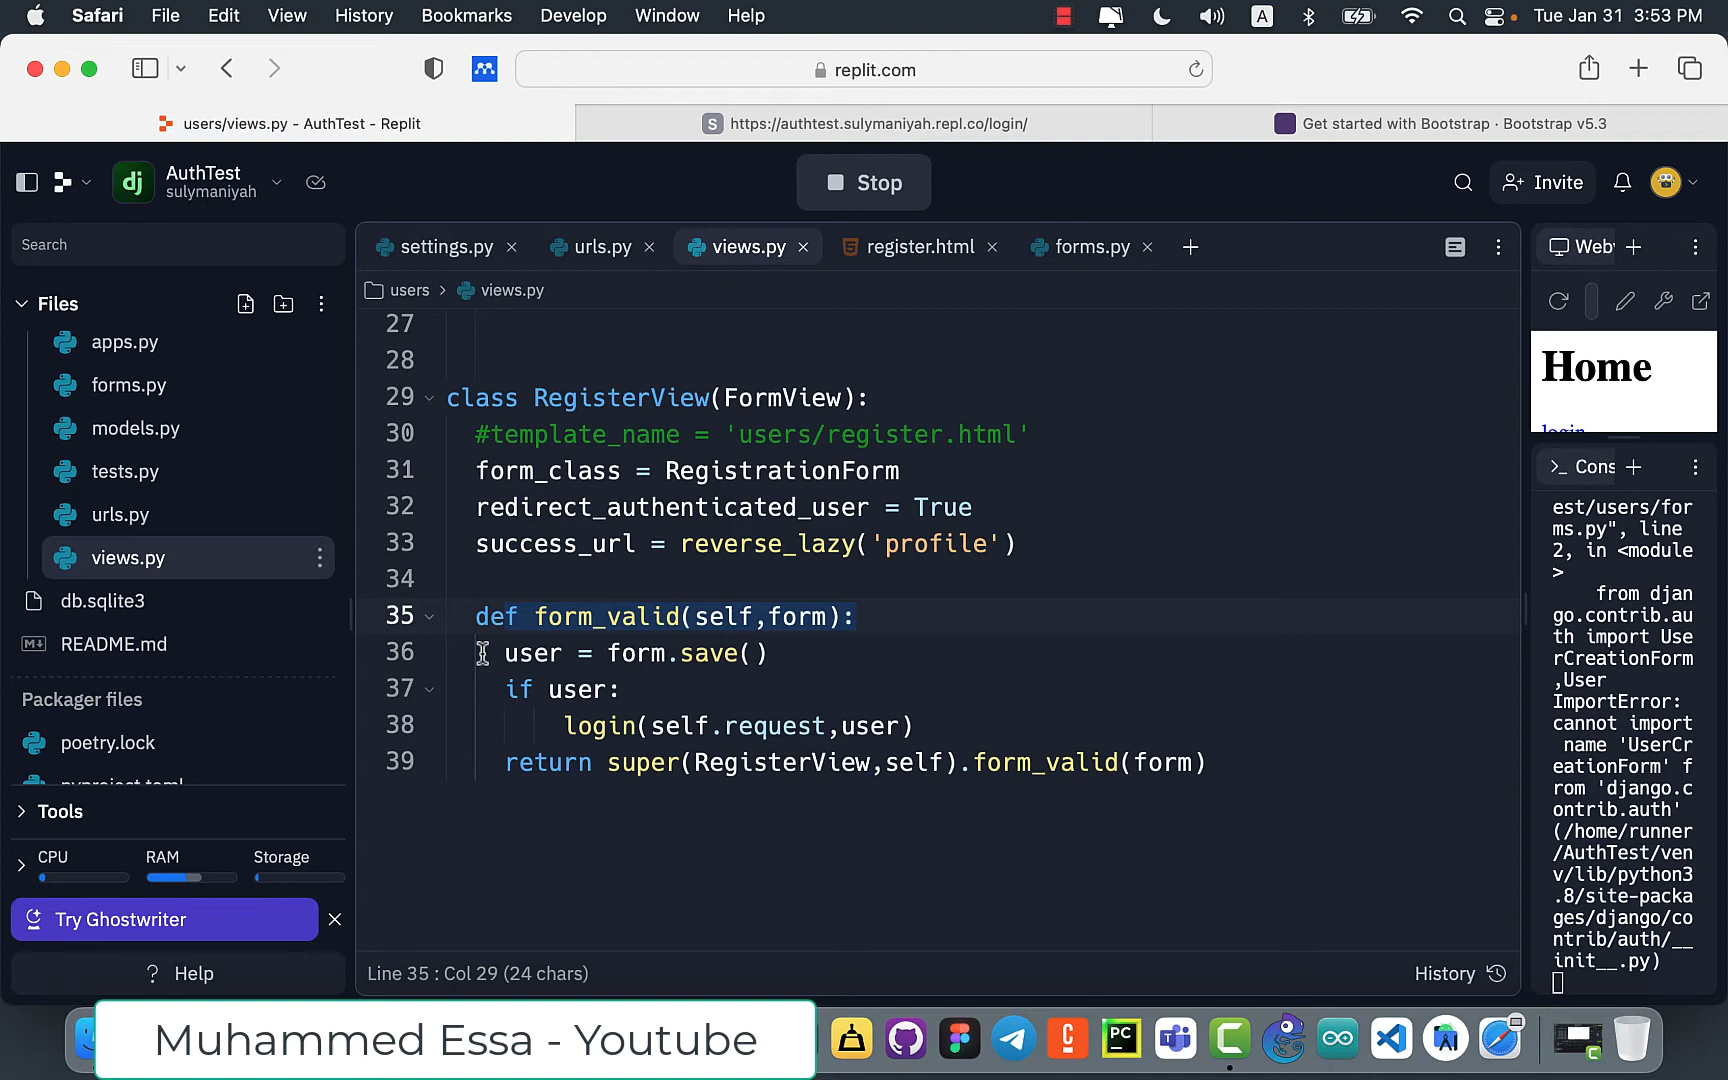 Safari File Edit View History Bookmarks Develop Window Help A Tue Jan 31 3:53 PM
replit.com
users/views.py - AuthTest - Replit
S https://authtest.sulymaniyah.repl.co/login/
Get started with Bootstrap · Bootstrap v5.3
dj AuthTest
sulymaniyah
Stop
Invite
Search
settings.py
urls.py
views.py
register.html
forms.py
Web
users > views.py
Files
apps.py
forms.py
models.py
tests.py
urls.py
views.py
db.sqlite3
README.md
Packager files
poetry.lock
pyproject.toml
Tools
CPU RAM Storage
Try Ghostwriter
? Help
27
28
29 class RegisterView(FormView):
30 #template_name = 'users/register.html'
31 form_class = RegistrationForm
32 redirect_authenticated_user = True
33 success_url = reverse_lazy('profile')
34
35 def form_valid(self,form):
36 user = form.save()
37 if user:
38 login(self.request,user)
39 return super(RegisterView,self).form_valid(form)
Line 35 : Col 29 (24 chars)
History
Home
login
>_ Cons
est/users/for
ms.py", line
2, in <module
>
from djan
go.contrib.au
th import Use
rCreationForm
,User
ImportError:
cannot import
name 'UserCr
eationForm' f
rom 'django.c
ontrib.auth'
(/home/runner
/AuthTest/ven
v/lib/python3
.8/site-packa
ges/django/co
ntrib/auth/__
init__.py)
Muhammed Essa - Youtube
PC